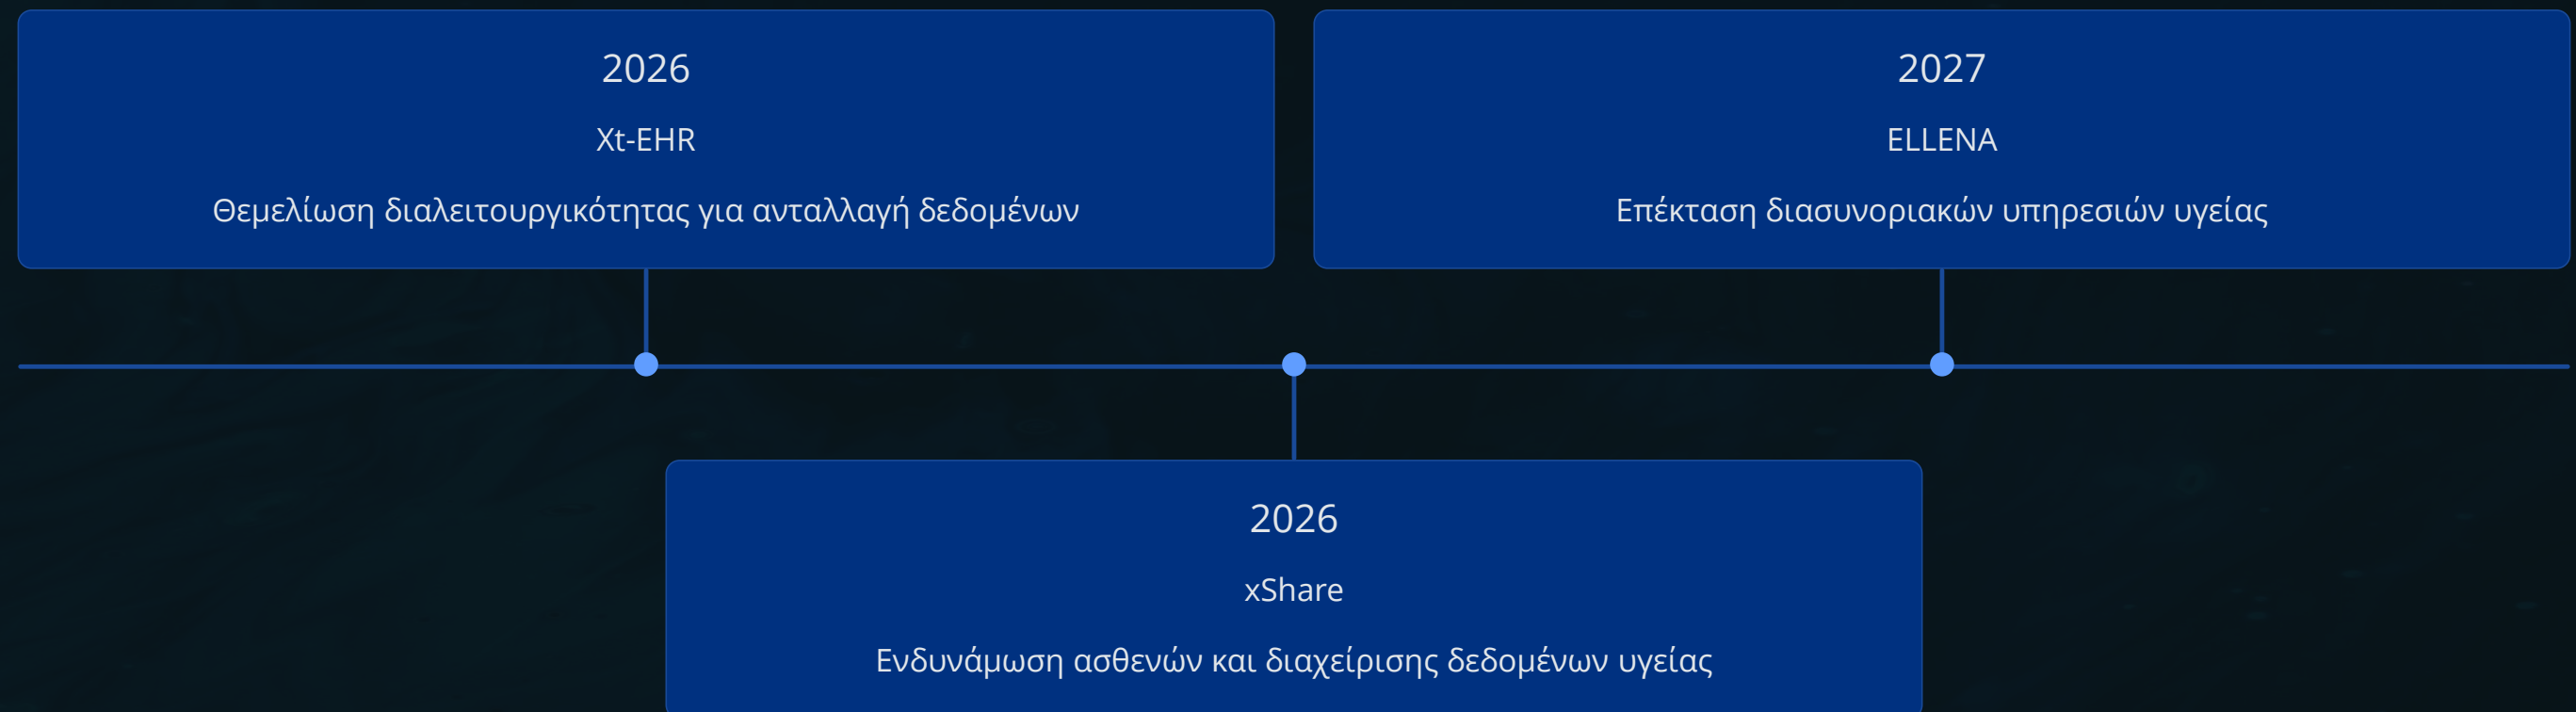 2026
Xt-EHR
Θεμελίωση διαλειτουργικότητας για ανταλλαγή δεδομένων
2027
ELLENA
Επέκταση διασυνοριακών υπηρεσιών υγείας
2026
xShare
Ενδυνάμωση ασθενών και διαχείρισης δεδομένων υγείας